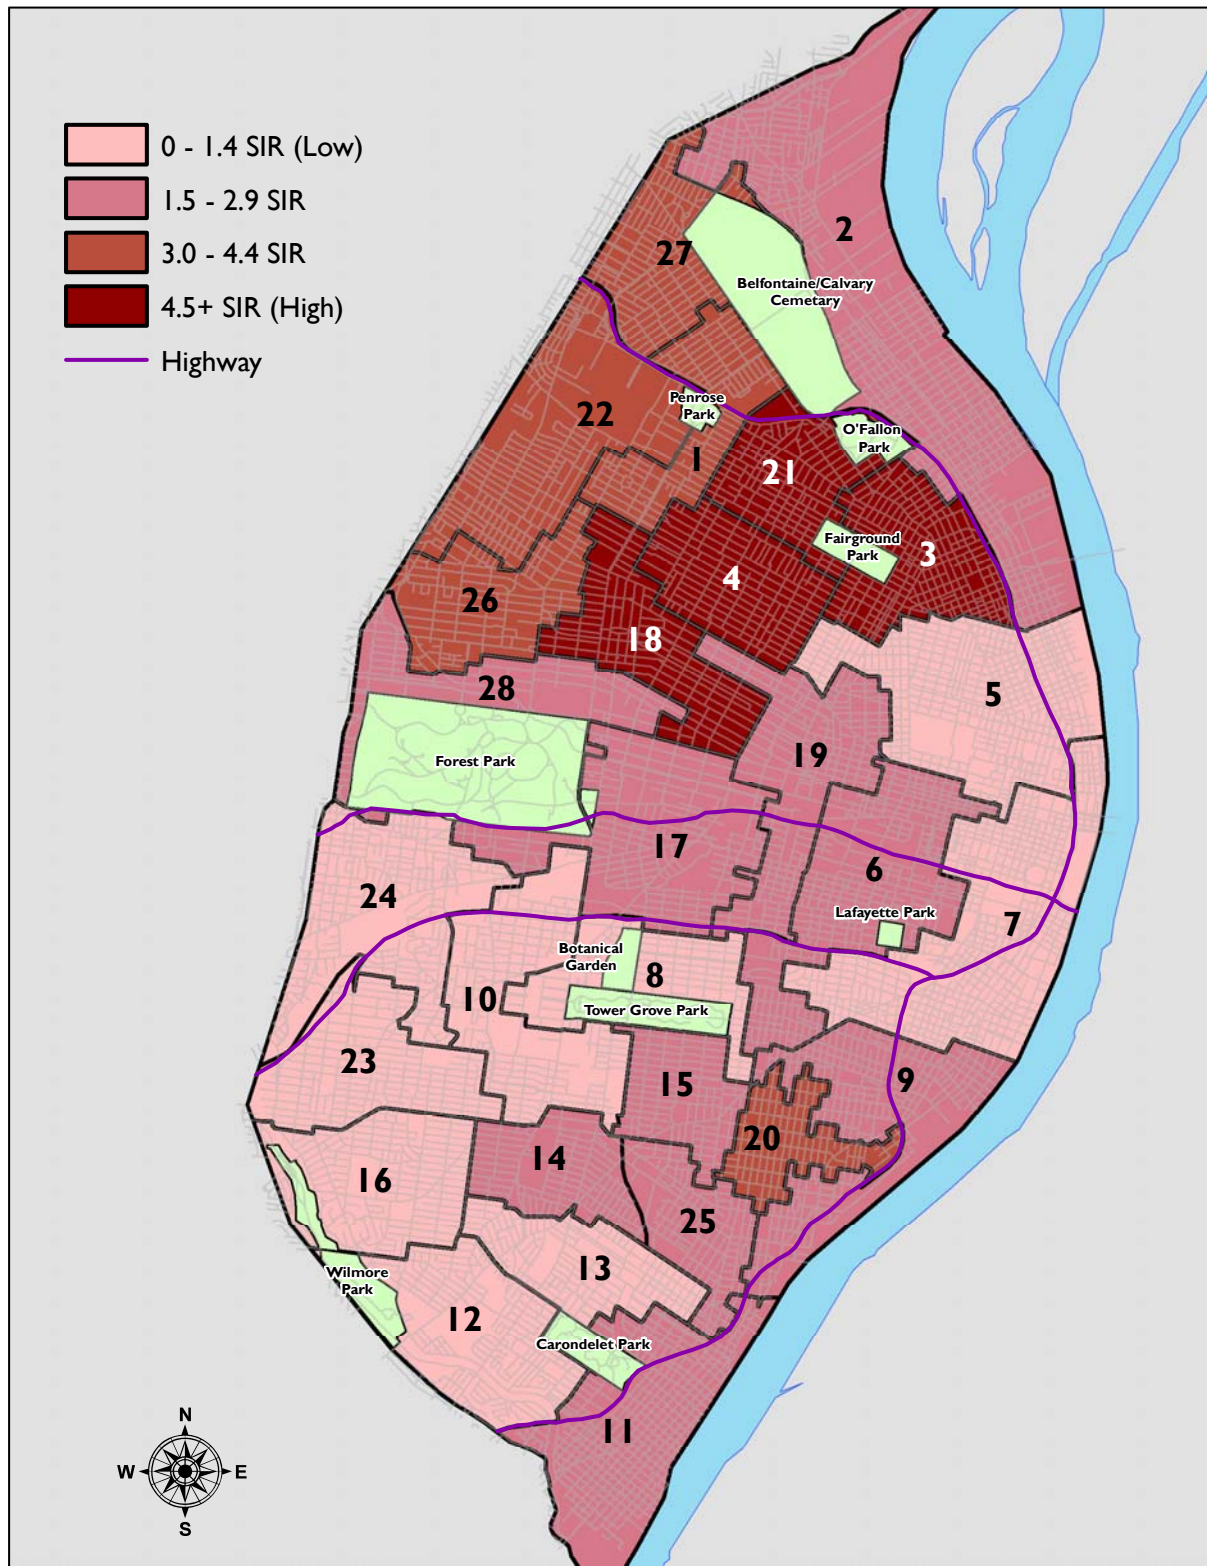 0 - 1.4 SIR (Low)
1.5 - 2.9 SIR
3.0 - 4.4 SIR
4.5+ SIR (High)
Highway
2
27
Belfontaine/Calvary
Cemetary
Penrose
Park
22
O'Fallon
Park
1
21
Fairground
Park
3
4
26
18
28
5
19
Forest Park
17
6
24
Lafayette Park
7
Botanical
Garden
8
10
Tower Grove Park
23
15
9
20
14
16
25
13
Wilmore
Park
12
Carondelet Park
11
N
W
E
S